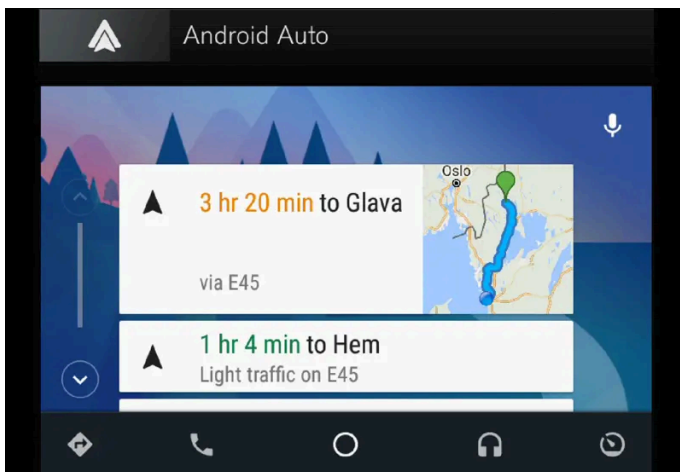 Android Auto
3 hr 20 min to Glava
via E45
Oslo
1 hr 4 min to Hem
Light traffic on E45